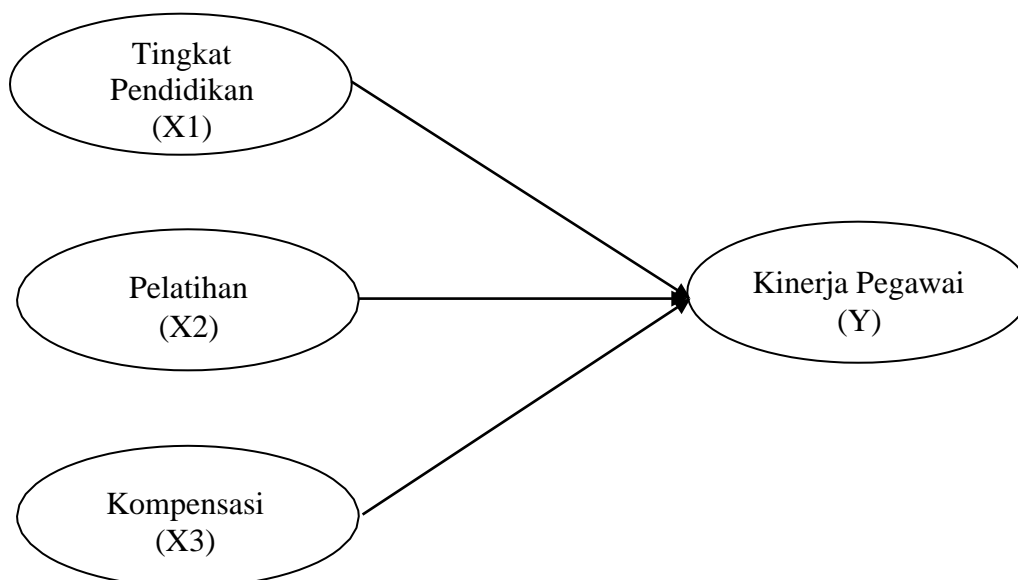 Tingkat
Pendidikan
(X1)
Pelatihan
(X2)
Kinerja Pegawai
(Y)
Kompensasi
(X3)